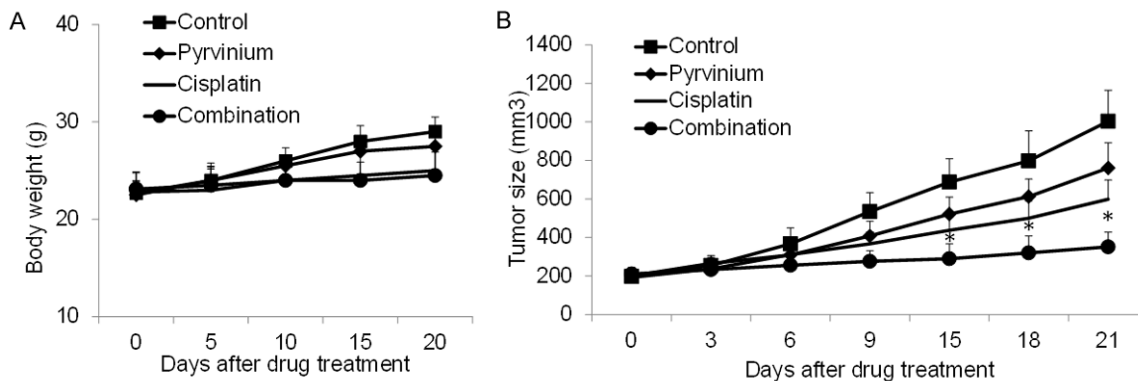 A
Body weight (g)
40
30
20
10
Control
Pyrvinium
Cisplatin
Combination
0 5 10 15 20
Days after drug treatment
B
Tumor size (mm3)
1400
1200
1000
800
600
400
200
0
Control
Pyrvinium
Cisplatin
Combination
* * *
0 3 6 9 15 18 21
Days after drug treatment